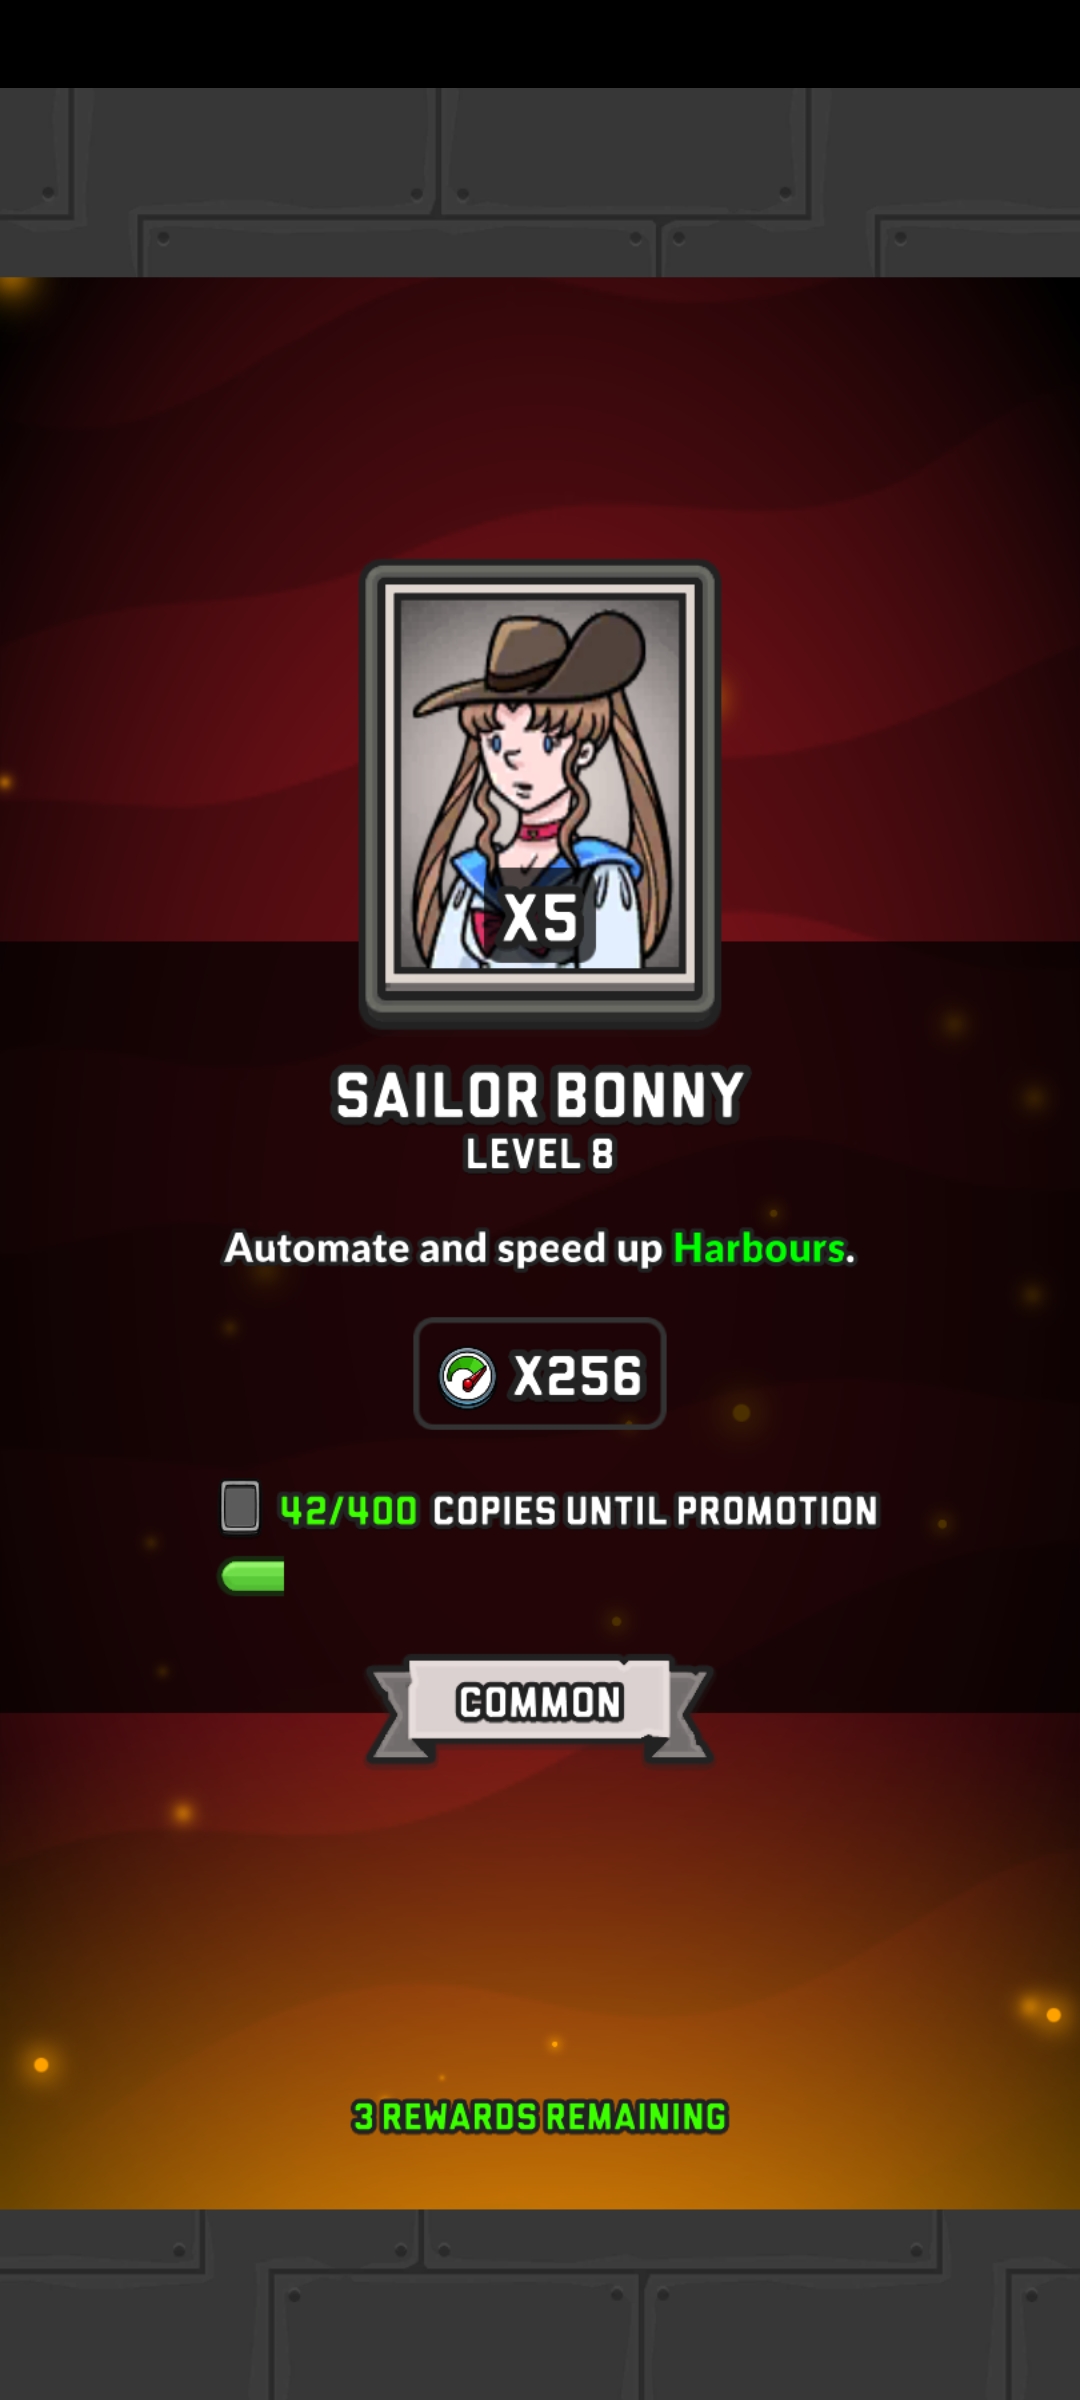 X5
SAILOR BONNY
LEVEL 8
Automate and speed up Harbours.
X256
42/400 COPIES UNTIL PROMOTION
COMMON
3 REWARDS REMAINING